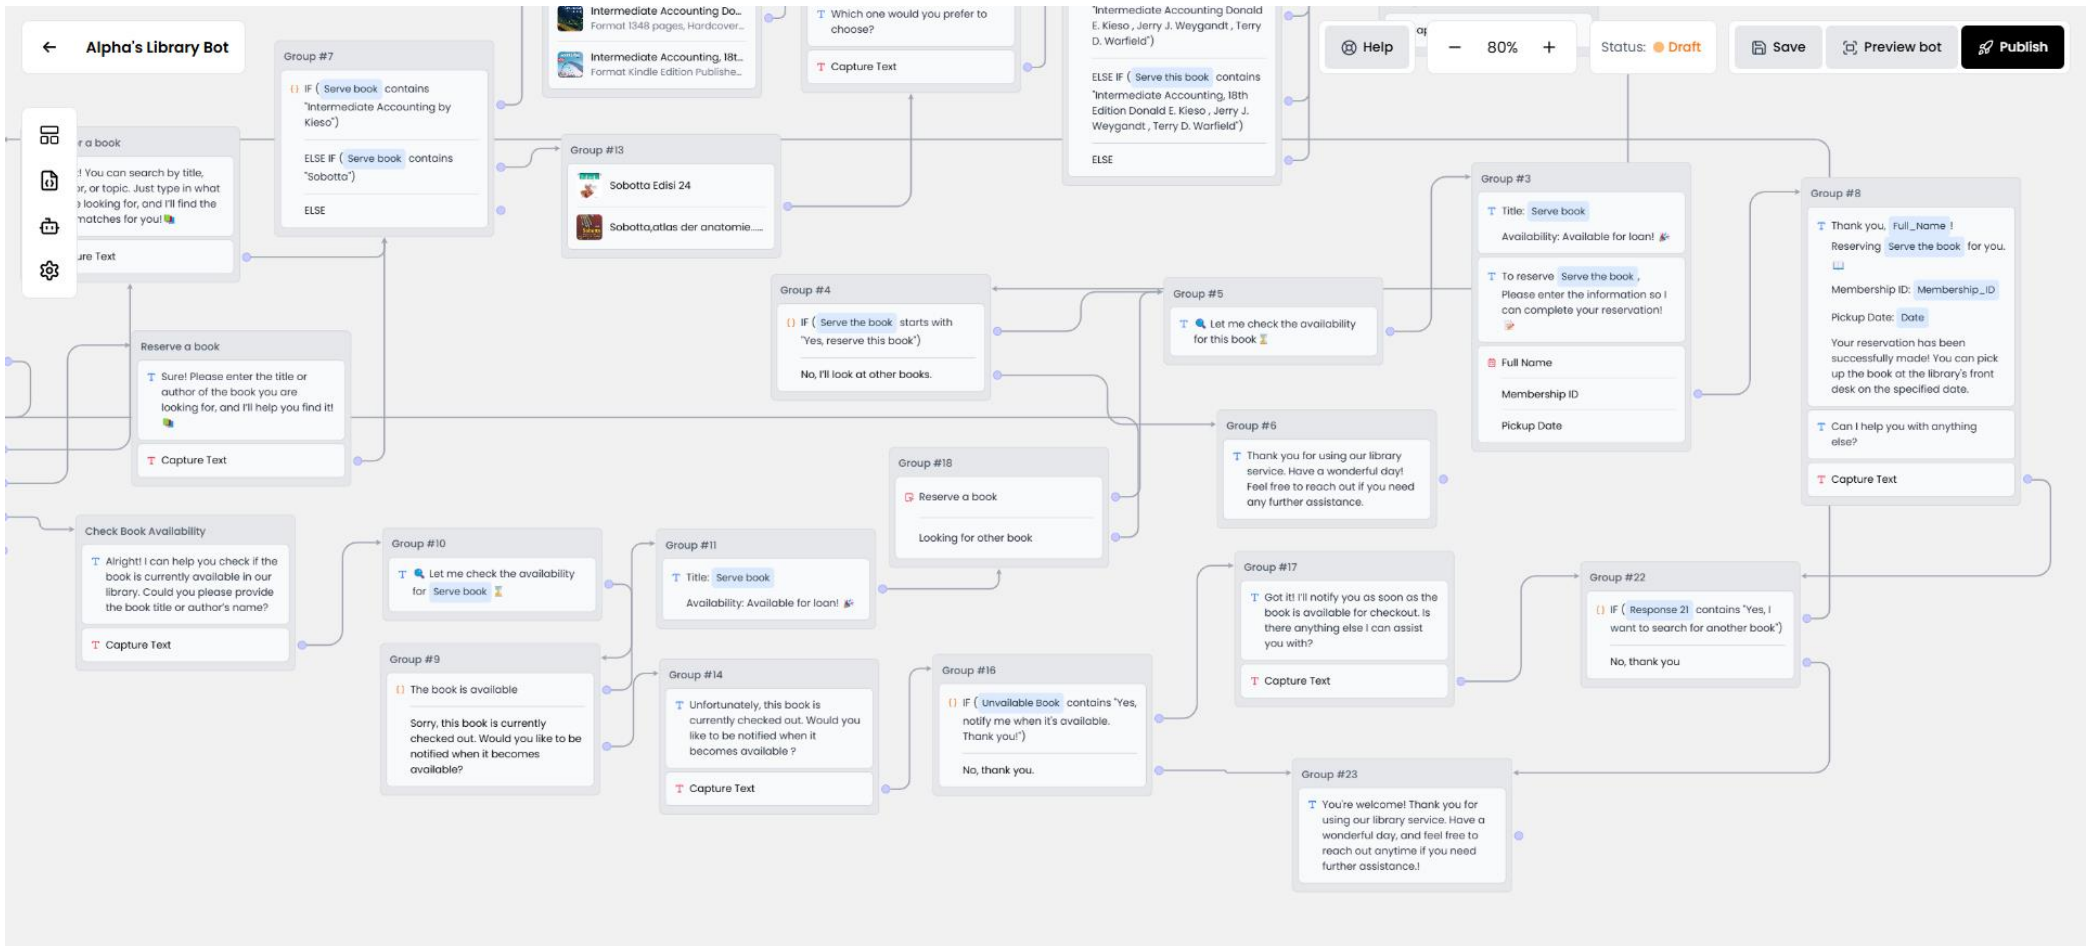 Alpha's Library Bot
Help
80%
Status: Draft
Save
Preview bot
Publish
Group #7
IF ( Serve book contains
"Intermediate Accounting by
Kieso")
ELSE IF ( Serve book contains
"Sobotta")
ELSE
Intermediate Accounting Do...
Format 1348 pages, Hardcover...
Intermediate Accounting, 18t...
Format Kindle Edition Publishe...
Which one would you prefer to
choose?
Capture Text
"Intermediate Accounting Donald
E. Kieso , Jerry J. Weygandt , Terry
D. Warfield")
ELSE IF ( Serve this book contains
"Intermediate Accounting, 18th
Edition Donald E. Kieso , Jerry J.
Weygandt , Terry D. Warfield")
ELSE
r a book
! You can search by title,
or, or topic. Just type in what
looking for, and I'll find the
matches for you!
ure Text
Group #13
Sobotta Edisi 24
Sobotta,atlas der anatomie.....
Group #3
Title: Serve book
Availability: Available for loan!
To reserve Serve the book ,
Please enter the information so I
can complete your reservation!
Full Name
Membership ID
Pickup Date
Group #8
Thank you, Full_Name !
Reserving Serve the book for you.
Membership ID: Membership_ID
Pickup Date: Date
Your reservation has been
successfully made! You can pick
up the book at the library's front
desk on the specified date.
Can I help you with anything
else?
Capture Text
Group #4
IF ( Serve the book starts with
"Yes, reserve this book")
No, I'll look at other books.
Group #5
Let me check the availability
for this book
Reserve a book
Sure! Please enter the title or
author of the book you are
looking for, and I'll help you find it!
Capture Text
Group #6
Thank you for using our library
service. Have a wonderful day!
Feel free to reach out if you need
any further assistance.
Group #18
Reserve a book
Looking for other book
Check Book Availability
Alright! I can help you check if the
book is currently available in our
library. Could you please provide
the book title or author's name?
Capture Text
Group #10
Let me check the availability
for Serve book
Group #11
Title: Serve book
Availability: Available for loan!
Group #9
The book is available
Sorry, this book is currently
checked out. Would you like to be
notified when it becomes
available?
Group #14
Unfortunately, this book is
currently checked out. Would you
like to be notified when it
becomes available ?
Capture Text
Group #16
IF ( Unvailable Book contains "Yes,
notify me when it's available.
Thank you!")
No, thank you.
Group #17
Got it! I'll notify you as soon as the
book is available for checkout. Is
there anything else I can assist
you with?
Capture Text
Group #22
IF ( Response 21 contains "Yes, I
want to search for another book")
No, thank you
Group #23
You're welcome! Thank you for
using our library service. Have a
wonderful day, and feel free to
reach out anytime if you need
further assistance.!